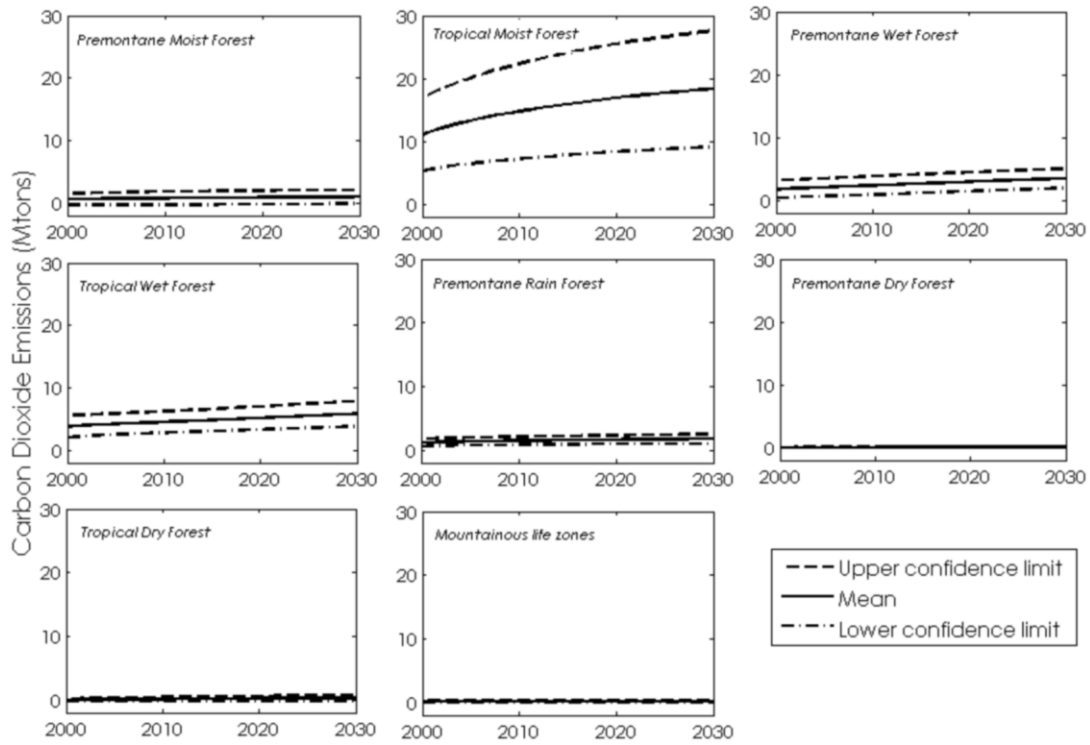 Carbon Dioxide Emissions (Mtons)
30
20
10
0
2000 2010 2020 2030
Premontane Moist Forest
30
20
10
0
2000 2010 2020 2030
Tropical Moist Forest
30
20
10
0
2000 2010 2020 2030
Premontane Wet Forest
30
20
10
0
2000 2010 2020 2030
Tropical Wet Forest
30
20
10
0
2000 2010 2020 2030
Premontane Rain Forest
30
20
10
0
2000 2010 2020 2030
Premontane Dry Forest
30
20
10
0
2000 2010 2020 2030
Tropical Dry Forest
30
20
10
0
2000 2010 2020 2030
Mountainous life zones
Upper confidence limit
Mean
Lower confidence limit